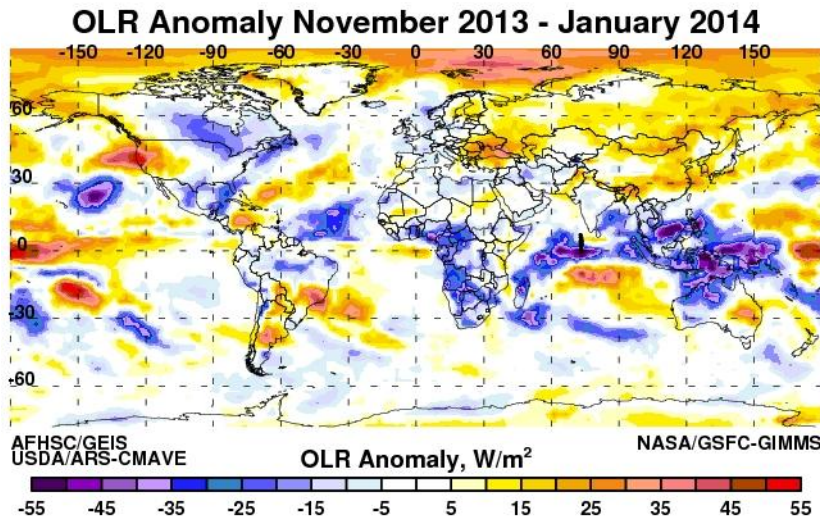 OLR Anomaly November 2013 - January 2014
-150 -120 -90 -60 -30 0 30 60 90 120 150
60
30
0
-30
-60
AFHSC/GEIS NASA/GSFC-GIMMS
USDA/ARS-CMAVE
OLR Anomaly, W/m²
-55 -45 -35 -25 -15 -5 5 15 25 35 45 55